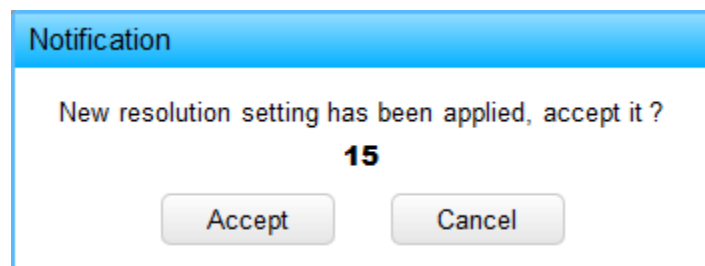 Notification
New resolution setting has been applied, accept it ?
15
Accept Cancel